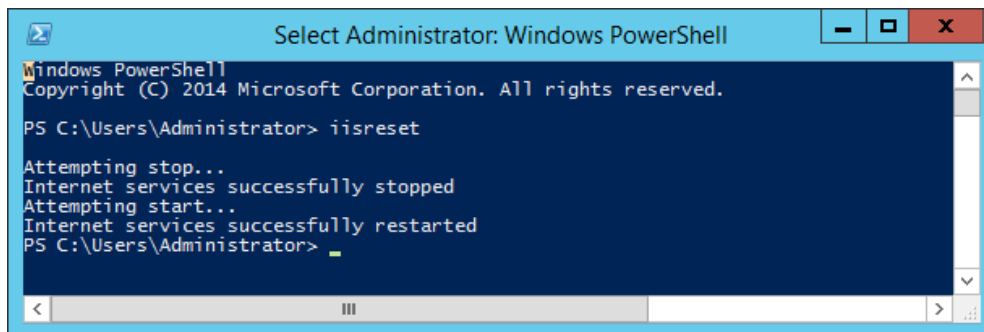 Select Administrator: Windows PowerShell
Windows PowerShell
Copyright (C) 2014 Microsoft Corporation. All rights reserved.
PS C:\Users\Administrator> iisreset
Attempting stop...
Internet services successfully stopped
Attempting start...
Internet services successfully restarted
PS C:\Users\Administrator>